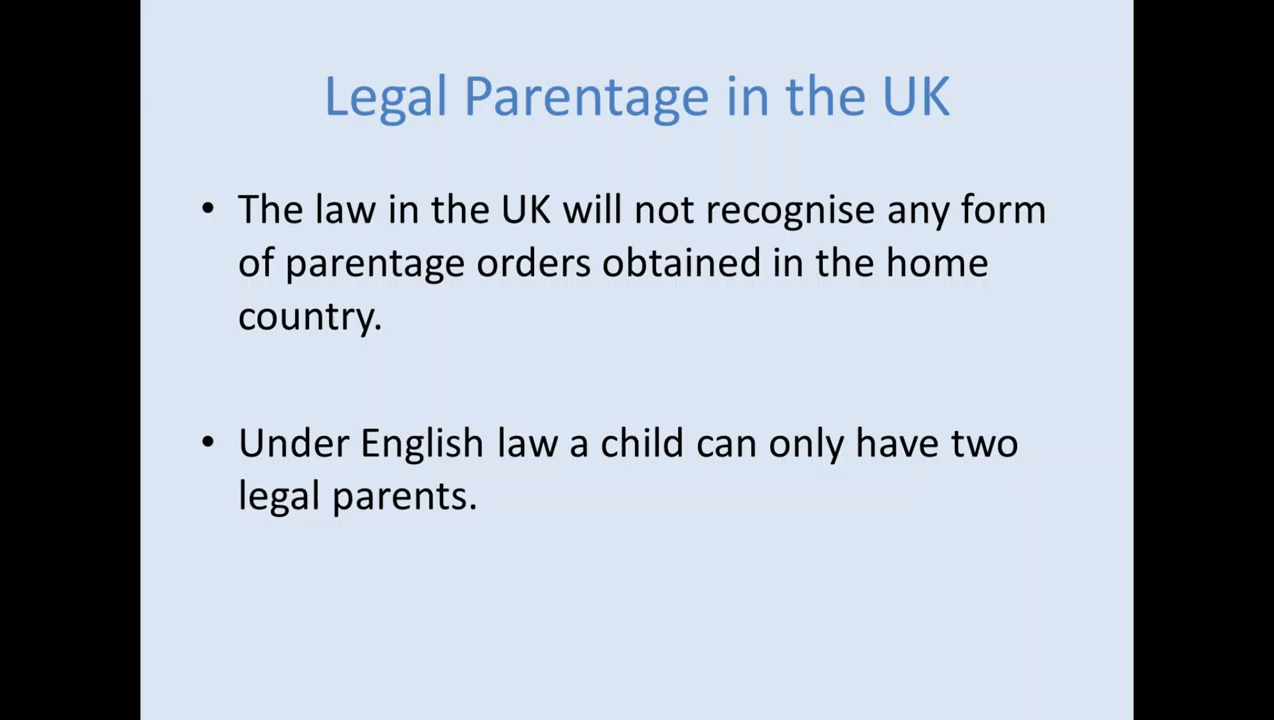 Legal Parentage in the UK
• The law in the UK will not recognise any form
of parentage orders obtained in the home
country.
• Under English law a child can only have two
legal parents.